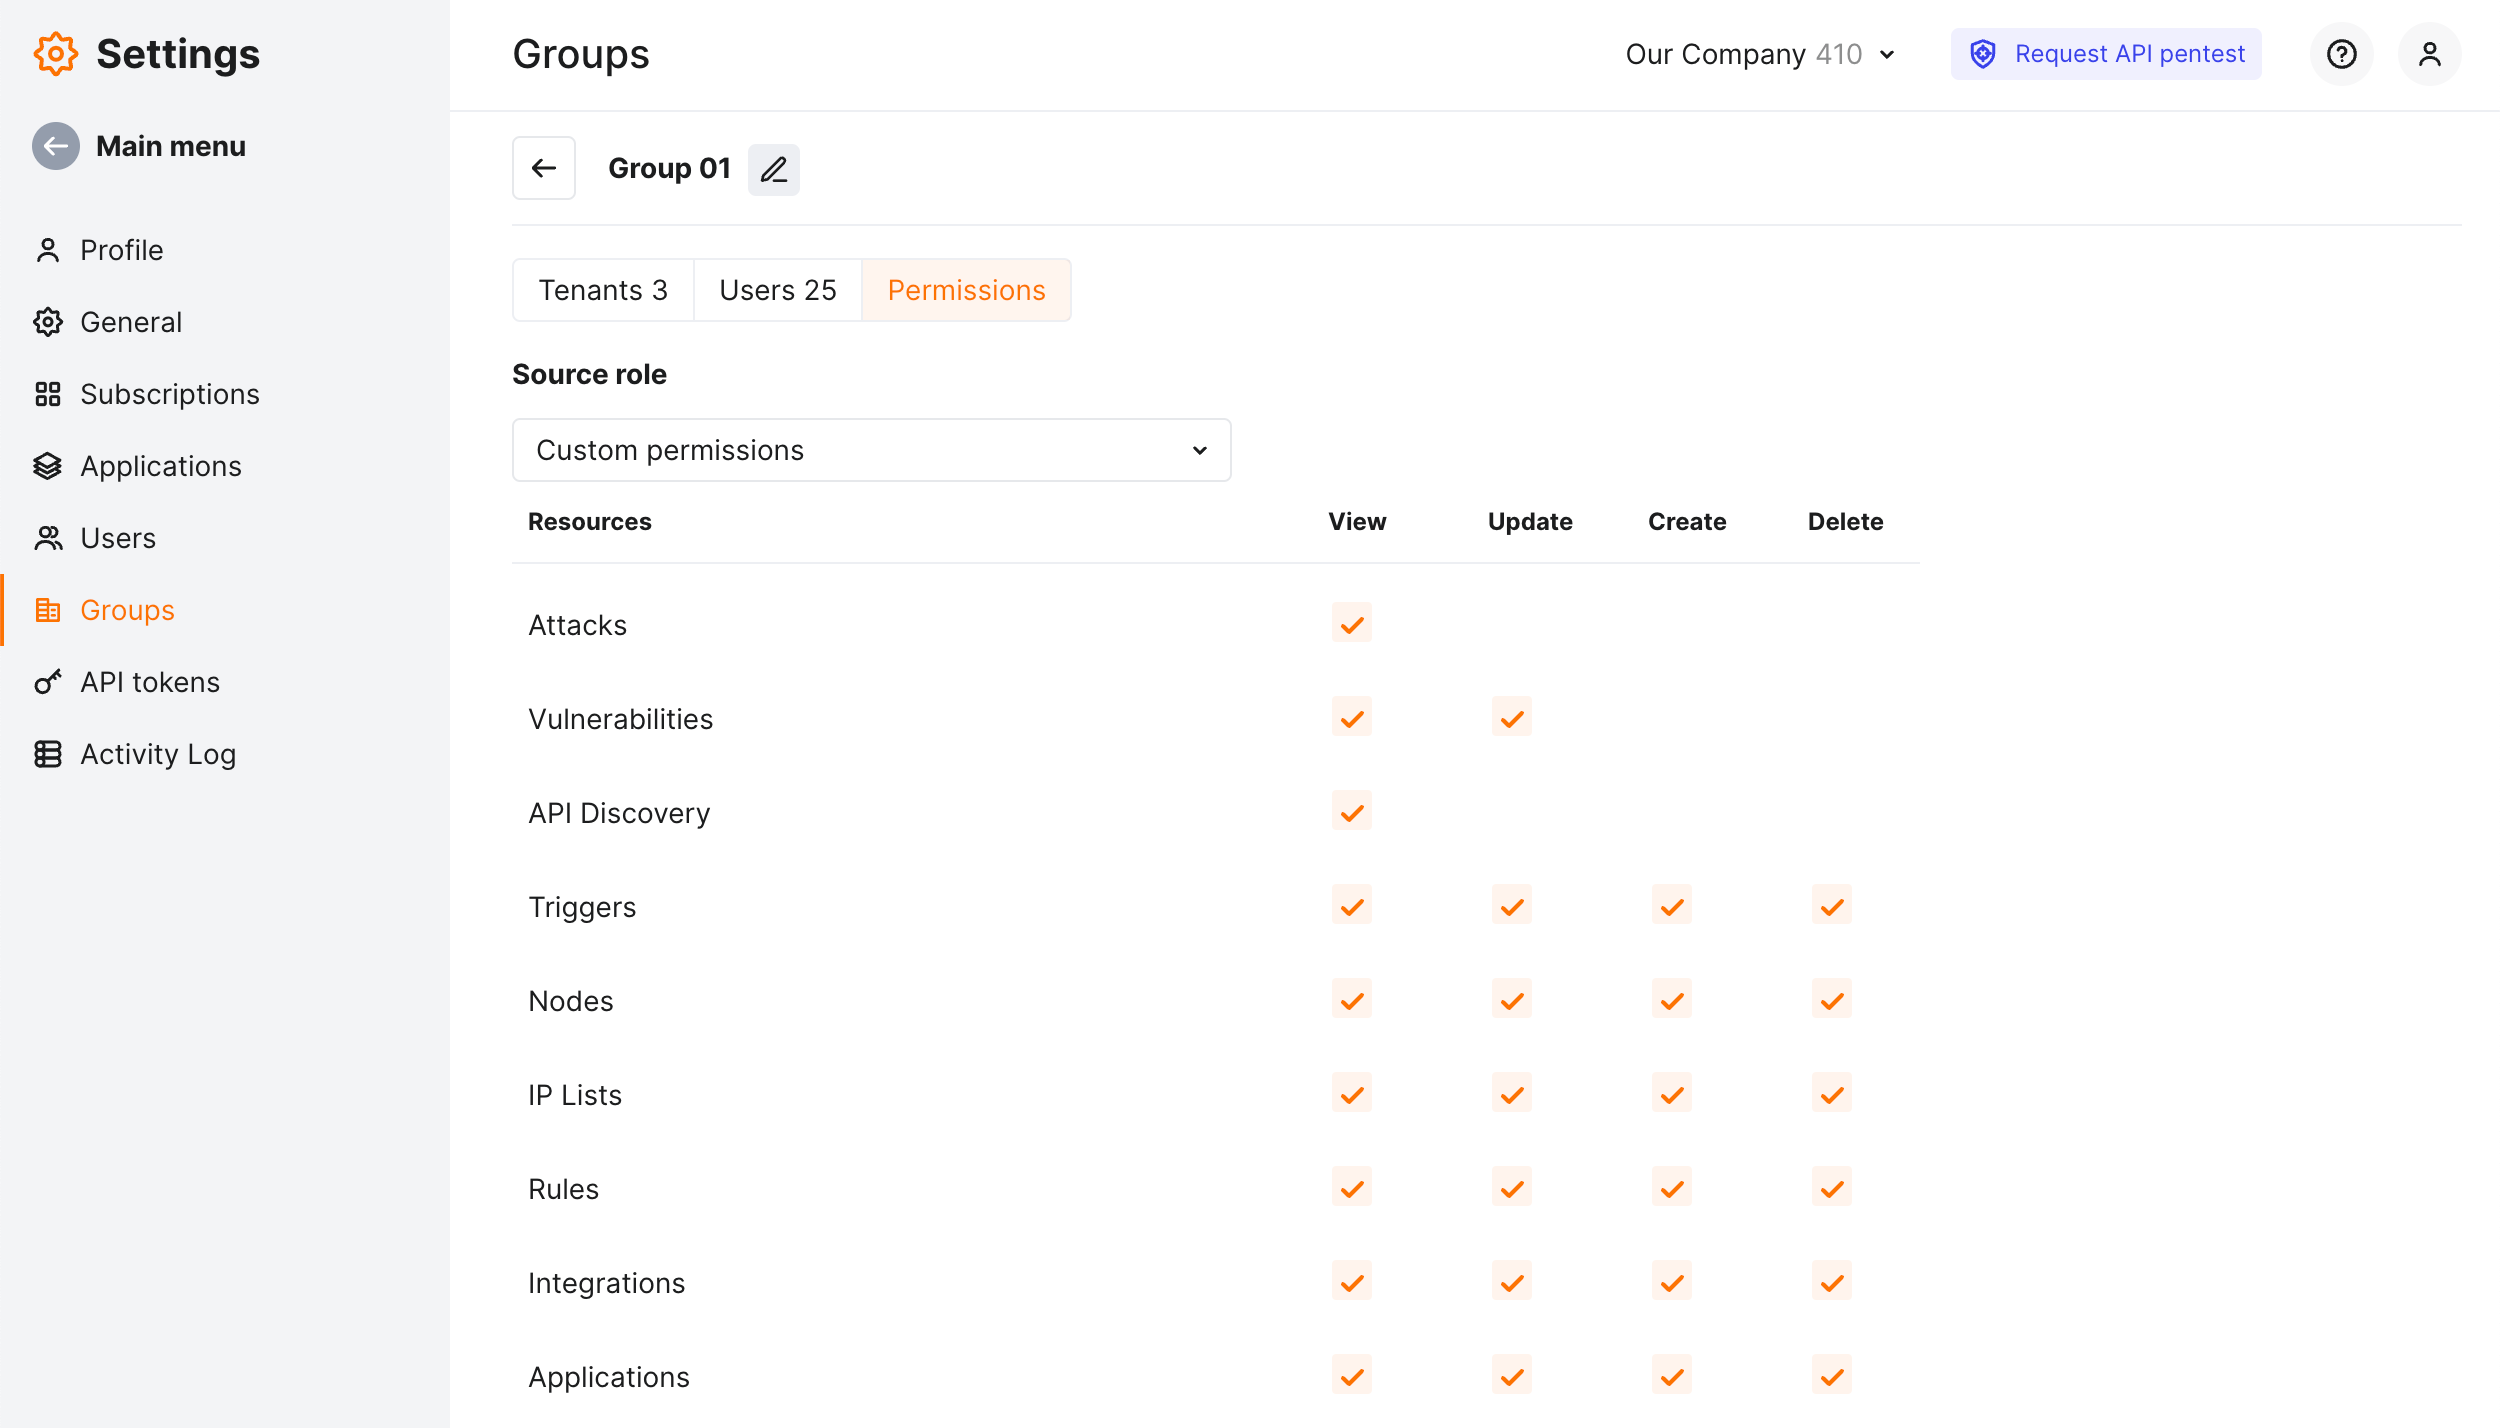 Settings
Main menu
Profile
General
Subscriptions
Applications
Users
Groups
API tokens
Activity Log
Groups
Our Company 410
Request API pentest
Group 01
Tenants 3
Users 25
Permissions
Source role
Custom permissions
Resources View Update Create Delete
Attacks
Vulnerabilities
API Discovery
Triggers
Nodes
IP Lists
Rules
Integrations
Applications